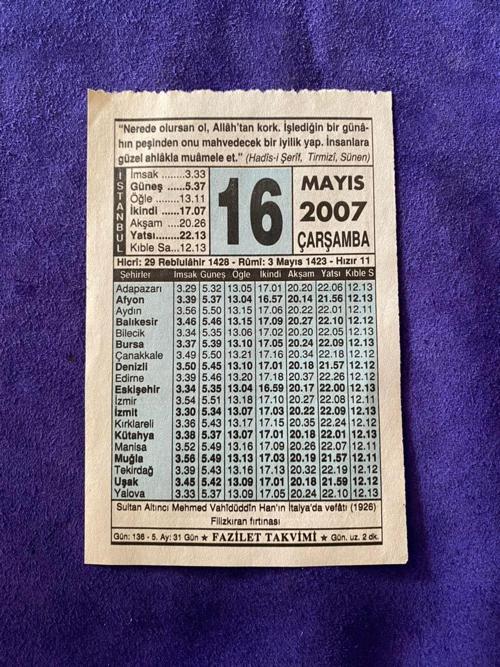 “Nerede olursan ol, Allâh’tan kork. İşlediğin bir günâ-
hın peşinden onu mahvedecek bir iyilik yap. İnsanlara
güzel ahlâkla muâmele et.” (Hadîs-i Şerîf, Tirmizî, Sünen)
İSTANBUL
İmsak ......3.33
Güneş ......5.37
Öğle ......13.11
İkindi ......17.07
Akşam ...20.26
Yatsı.......22.13
Kıble Sa...12.13
16
MAYIS
2007
ÇARŞAMBA
Hicrî: 29 Rebîulâhir 1428 - Rûmî: 3 Mayıs 1423 - Hızır 11
Şehirler İmsak Güneş Öğle İkindi Akşam Yatsı Kıble S
Adapazarı 3.29 5.32 13.05 17.01 20.20 22.06 12.13
Afyon 3.39 5.37 13.04 16.57 20.14 21.56 12.13
Aydın 3.56 5.50 13.15 17.06 20.22 22.01 12.11
Balıkesir 3.46 5.46 13.15 17.09 20.27 22.10 12.12
Bilecik 3.34 5.35 13.06 17.02 20.20 22.05 12.13
Bursa 3.37 5.39 13.10 17.05 20.24 22.09 12.13
Çanakkale 3.49 5.50 13.21 17.16 20.34 22.18 12.12
Denizli 3.50 5.45 13.10 17.01 20.18 21.57 12.12
Edirne 3.39 5.46 13.20 17.18 20.37 22.26 12.12
Eskişehir 3.34 5.35 13.04 16.59 20.17 22.00 12.13
İzmir 3.54 5.51 13.18 17.10 20.27 22.08 12.11
İzmit 3.30 5.34 13.07 17.03 20.22 22.09 12.13
Kırklareli 3.36 5.43 13.17 17.15 20.35 22.24 12.12
Kütahya 3.38 5.37 13.07 17.01 20.18 22.01 12.13
Manisa 3.52 5.49 13.16 17.09 20.26 22.07 12.11
Muğla 3.56 5.49 13.13 17.03 20.19 21.57 12.11
Tekirdağ 3.39 5.43 13.16 17.13 20.32 22.19 12.12
Uşak 3.45 5.42 13.09 17.01 20.18 21.59 12.12
Yalova 3.33 5.37 13.09 17.05 20.24 22.10 12.13
Sultan Altıncı Mehmed Vahîdüddîn Han’ın İtalya’da vefâtı (1926)
Filizkıran fırtınası
Gün: 136 - 5. Ay: 31 Gün ★ FAZİLET TAKVİMİ ★ Gün. uz. 2 dk.